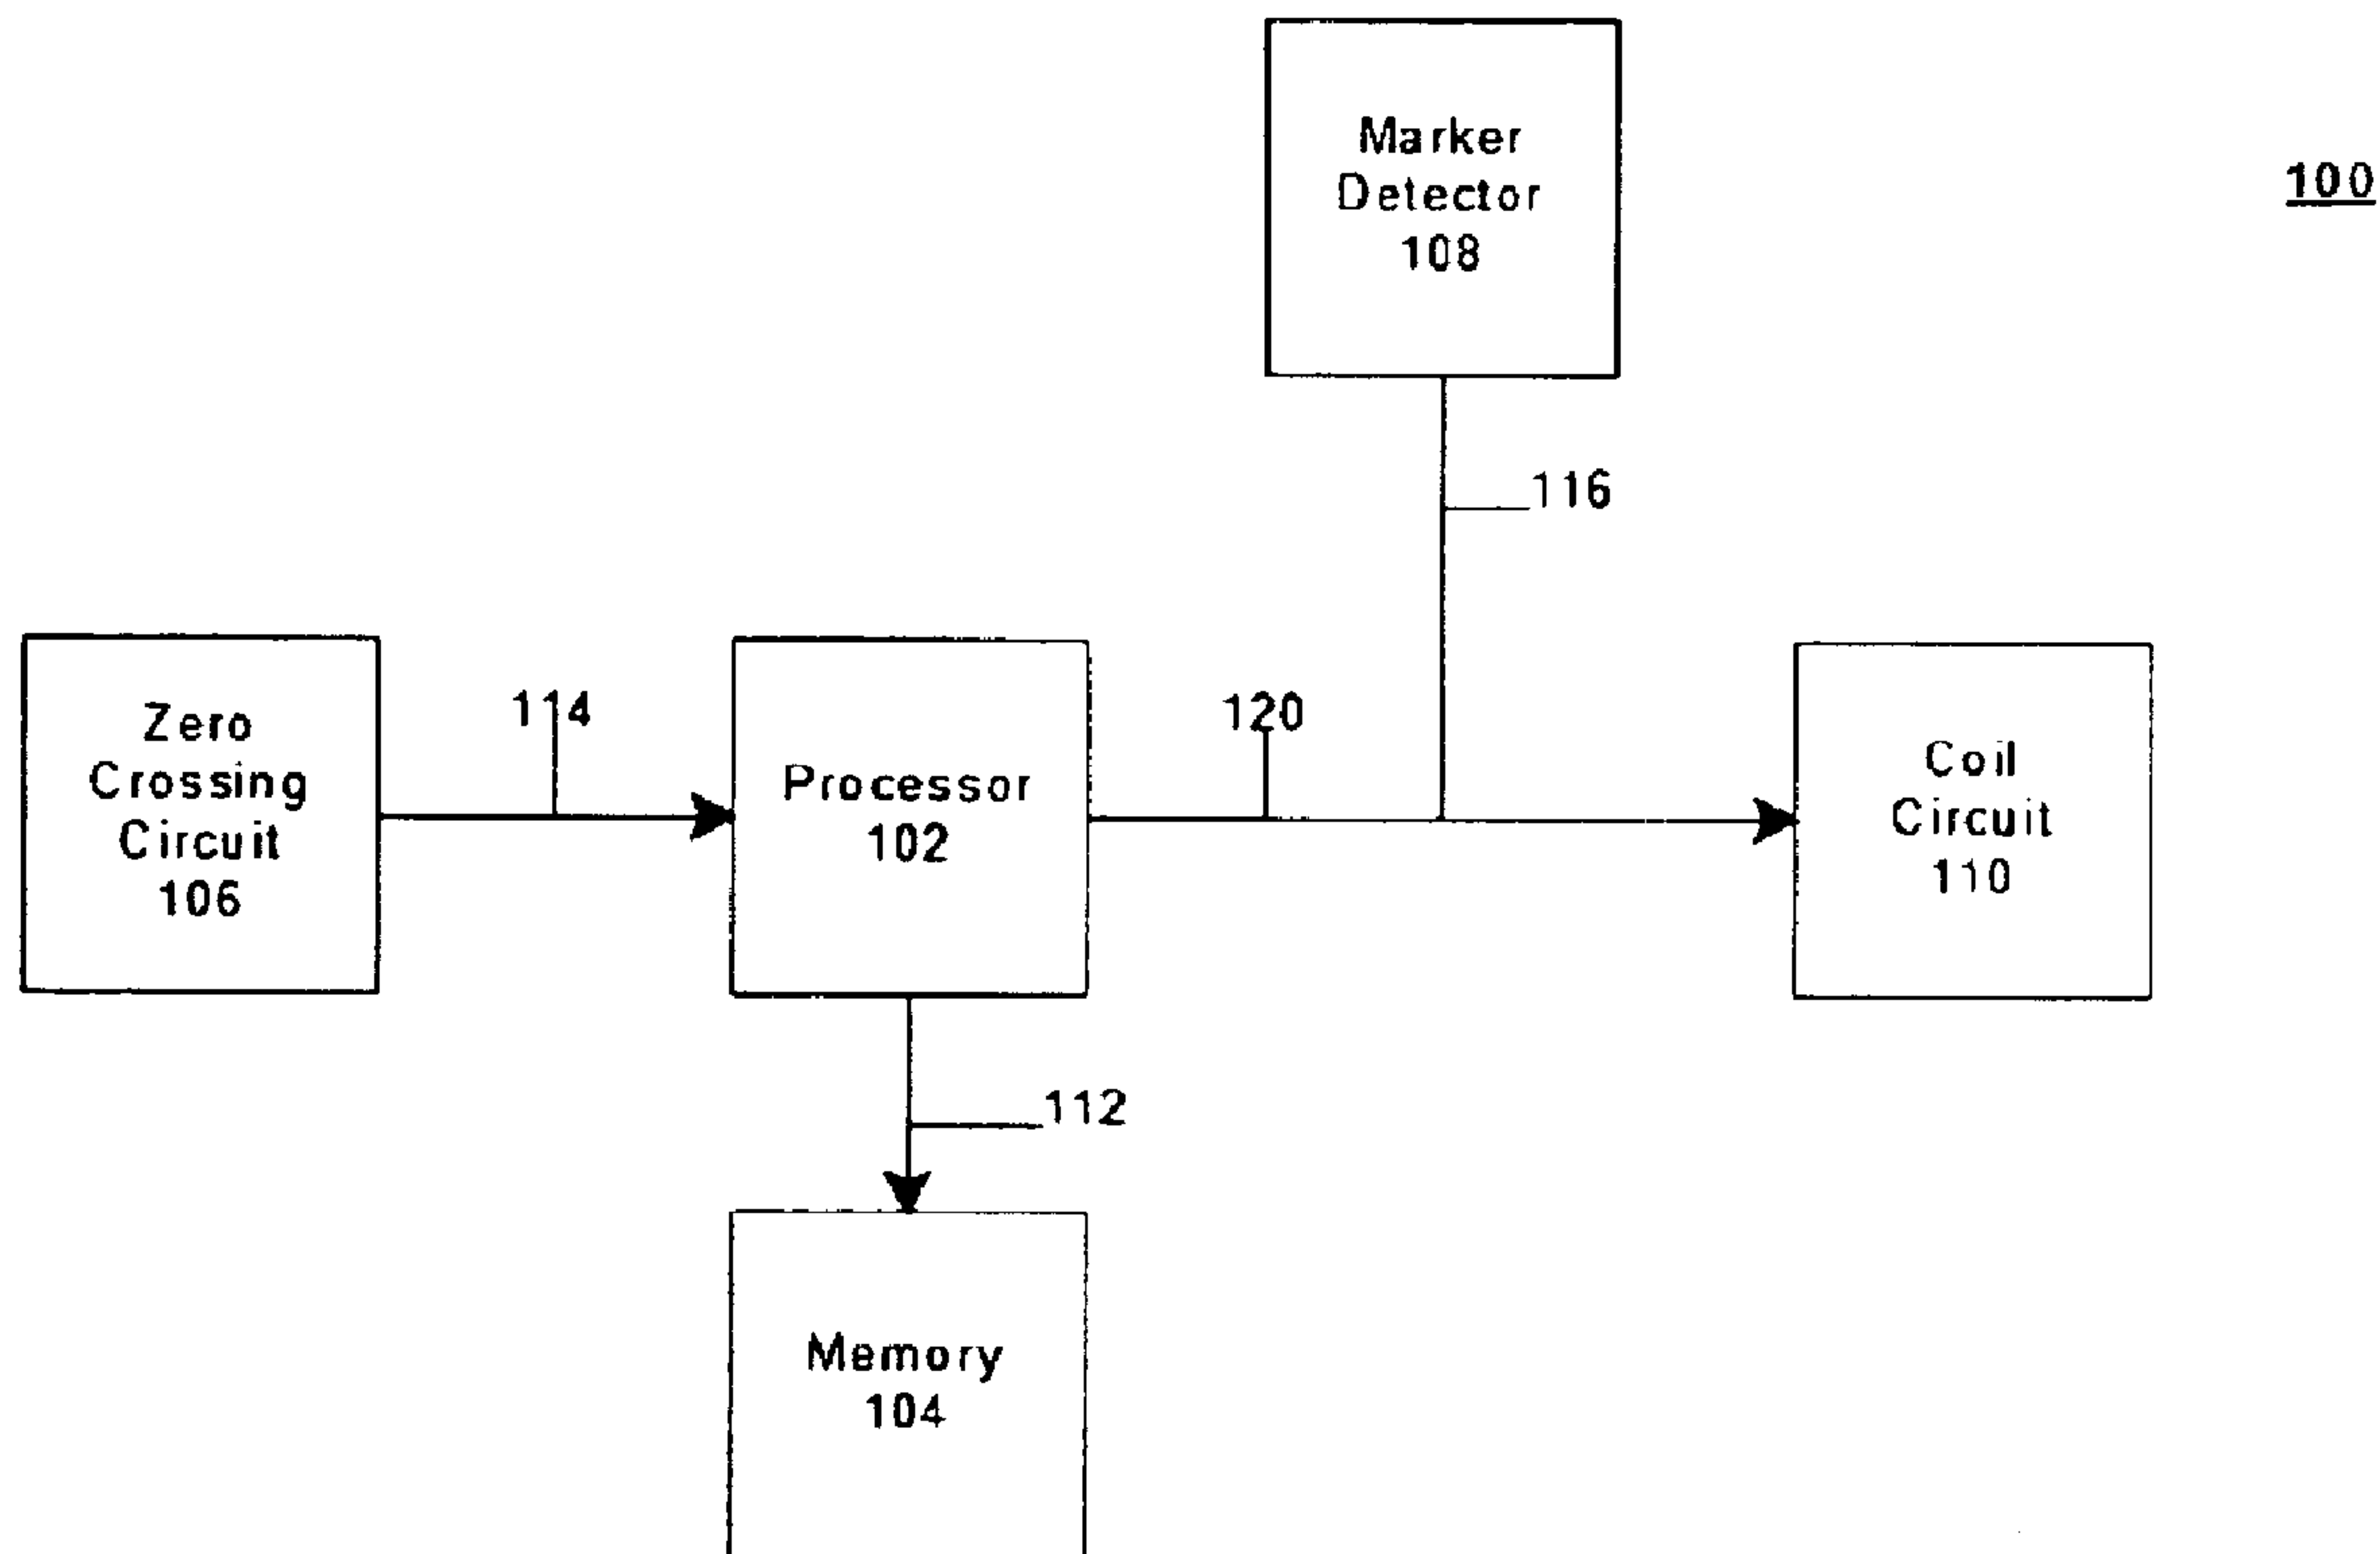 Marker
Detector
108
100
116
Zero
Crossing
Circuit
106
114
Processor
102
120
Coil
Circuit
110
112
Memory
104